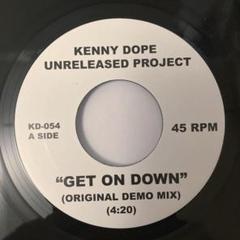 KENNY DOPE
UNRELEASED PROJECT
KD-054
A SIDE
45 RPM
“GET ON DOWN”
(ORIGINAL DEMO MIX)
(4:20)